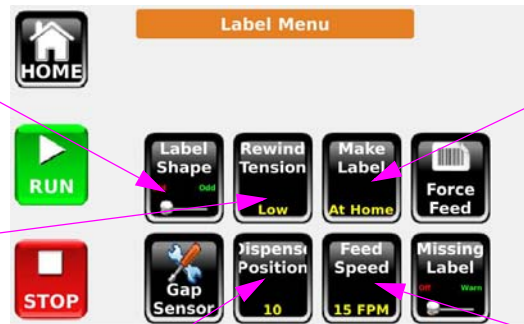 Label Menu
HOME
RUN
Label Shape
Odd
Rewind Tension
Low
Make Label
At Home
Force Feed
STOP
Gap Sensor
Position
10
Feed Speed
15 FPM
Missing Label
Off Warn